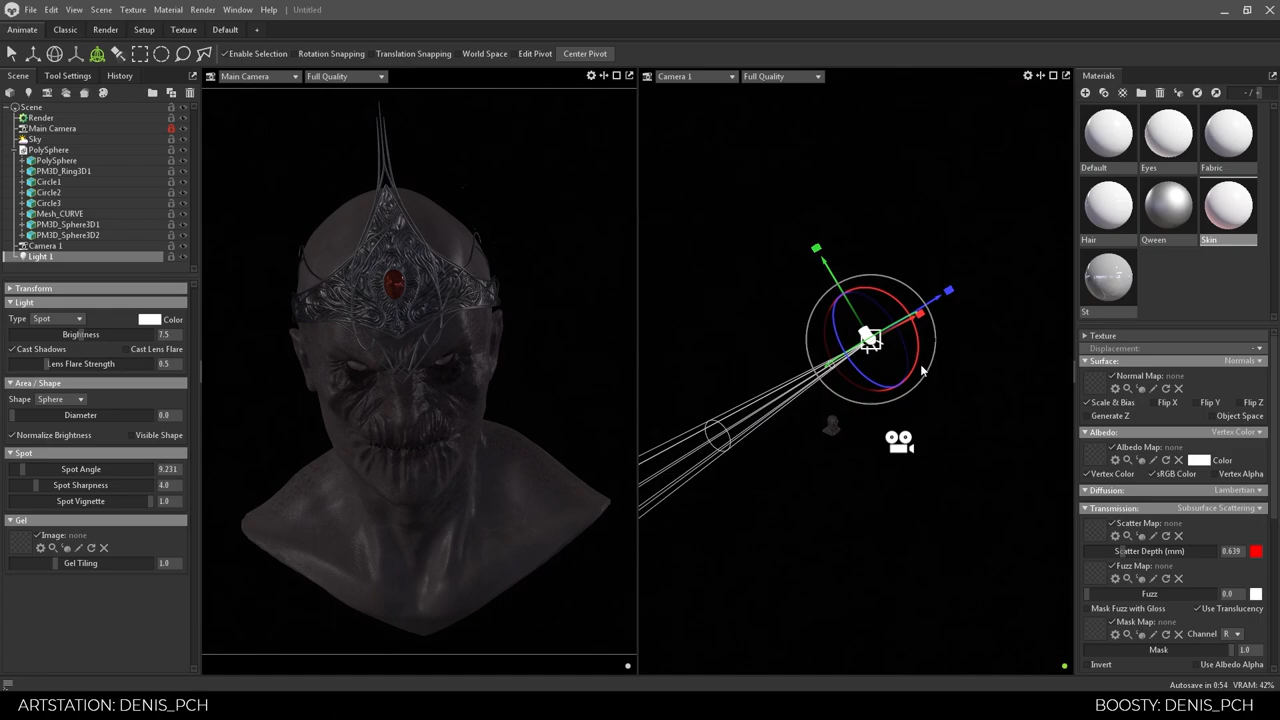 File Edit View Scene Texture Material Render Window Help Untitled
Animate Classic Render Setup Texture Default +
Enable Selection Rotation Snapping Translation Snapping World Space Edit Pivot Center Pivot
Scene Tool Settings History
Main Camera Full Quality
Camera 1 Full Quality
Materials
Scene
Render
Main Camera
Sky
PolySphere
PolySphere
PM3D_Ring3D1
Circle1
Circle2
Circle3
Mesh_CURVE
PM3D_Sphere3D1
PM3D_Sphere3D2
Camera 1
Light 1
Transform
Light
Type Spot Color
Brightness 7.5
Cast Shadows Cast Lens Flare
Lens Flare Strength 0.5
Area / Shape
Shape Sphere
Diameter 0.0
Normalize Brightness Visible Shape
Spot
Spot Angle 9.231
Spot Sharpness 4.0
Spot Vignette 1.0
Gel
Image: none
Gel Tiling 1.0
- / -
Default Eyes Fabric
Hair Qween Skin
St
Texture
Displacement:
Surface: Normals
Normal Map: none
Scale & Bias Flip X Flip Y Flip Z
Generate Z Object Space
Albedo: Vertex Color
Albedo Map: none
Color
Vertex Color sRGB Color Vertex Alpha
Diffusion: Lambertian
Transmission: Subsurface Scattering
Scatter Map: none
Scatter Depth (mm) 0.639
Fuzz Map: none
Fuzz 0.0
Mask Fuzz with Gloss Use Translucency
Mask Map: none
Channel R
Mask 1.0
Invert Use Albedo Alpha
Autosave in 0:54 VRAM: 42%
ARTSTATION: DENIS_PCH
BOOSTY: DENIS_PCH